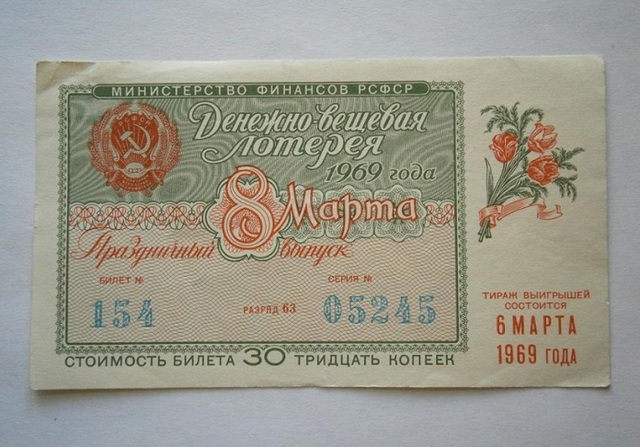 МИНИСТЕРСТВО ФИНАНСОВ РСФСР
Денежно-вещевая
лотерея
1969 года
8 Марта
Праздничный выпуск
БИЛЕТ № СЕРИЯ №
154 РАЗРЯД 63 05245
СТОИМОСТЬ БИЛЕТА 30 ТРИДЦАТЬ КОПЕЕК
ТИРАЖ ВЫИГРЫШЕЙ
СОСТОИТСЯ
6 МАРТА
1969 ГОДА